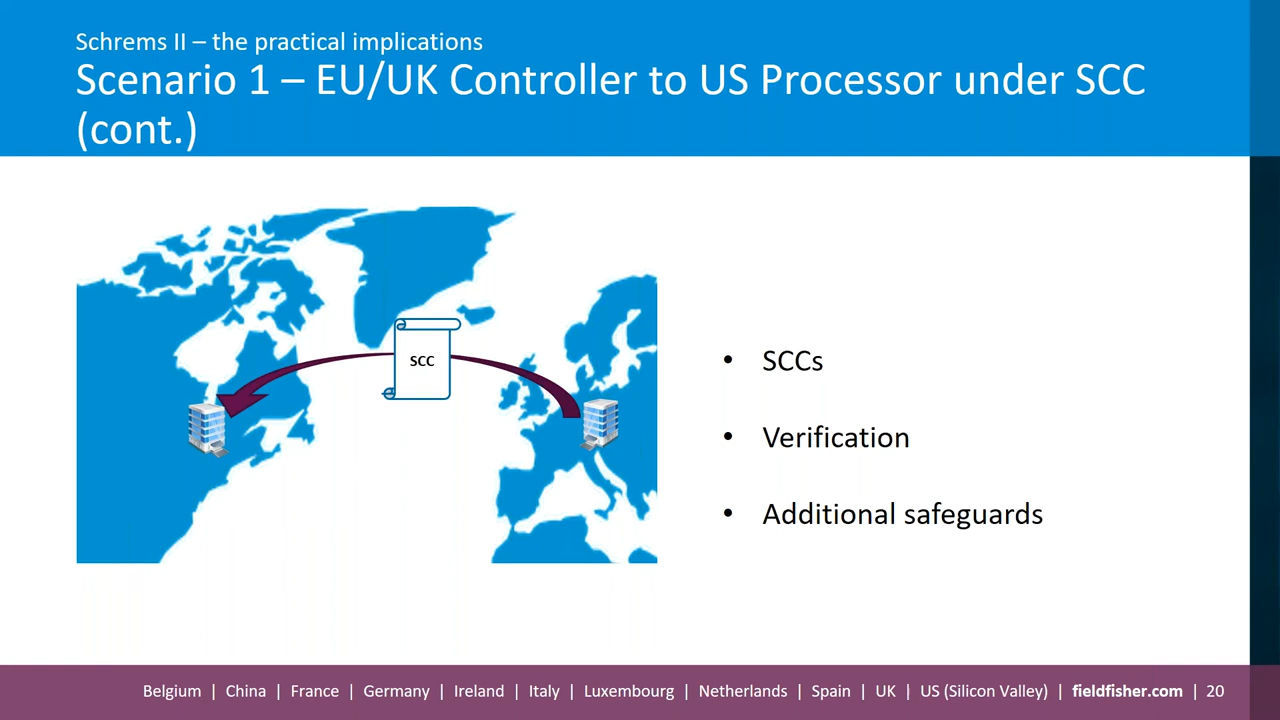 Schrems II – the practical implications
Scenario 1 – EU/UK Controller to US Processor under SCC
(cont.)
SCC
• SCCs
• Verification
• Additional safeguards
Belgium | China | France | Germany | Ireland | Italy | Luxembourg | Netherlands | Spain | UK | US (Silicon Valley) | fieldfisher.com | 20